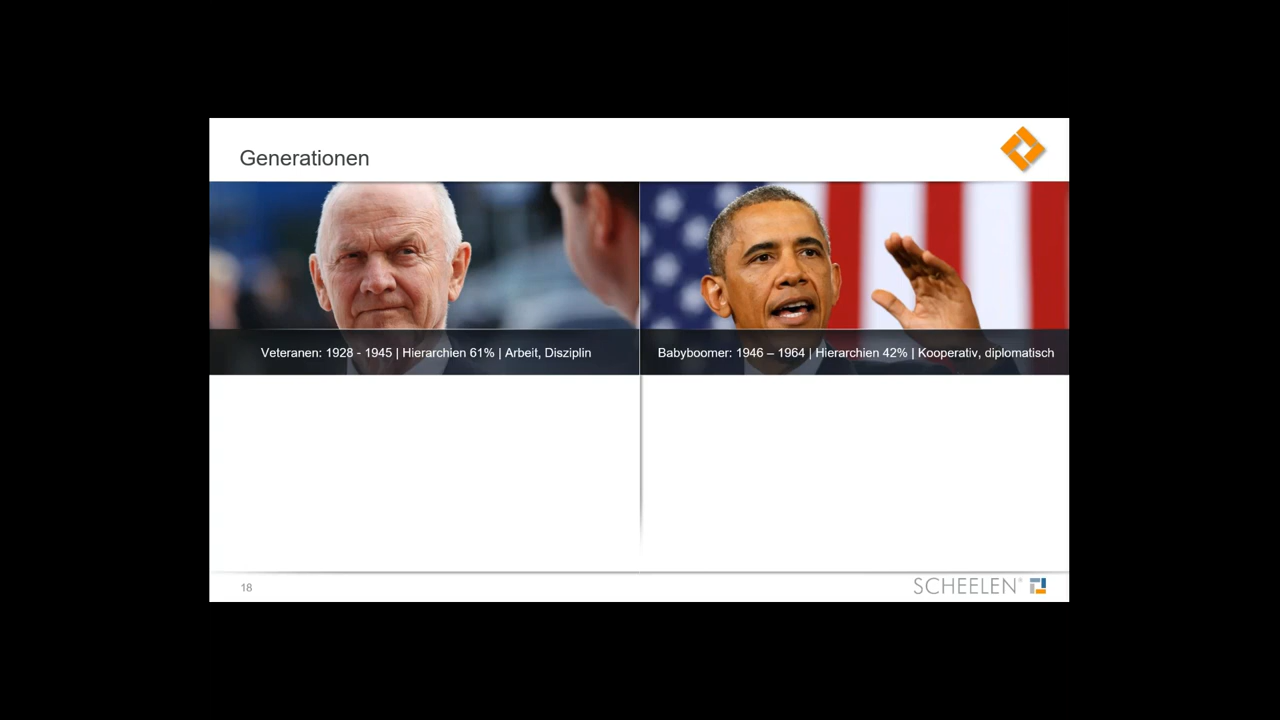 Generationen
Veteranen: 1928 - 1945 | Hierarchien 61% | Arbeit, Disziplin
Babyboomer: 1946 – 1964 | Hierarchien 42% | Kooperativ, diplomatisch
18
SCHEELEN®